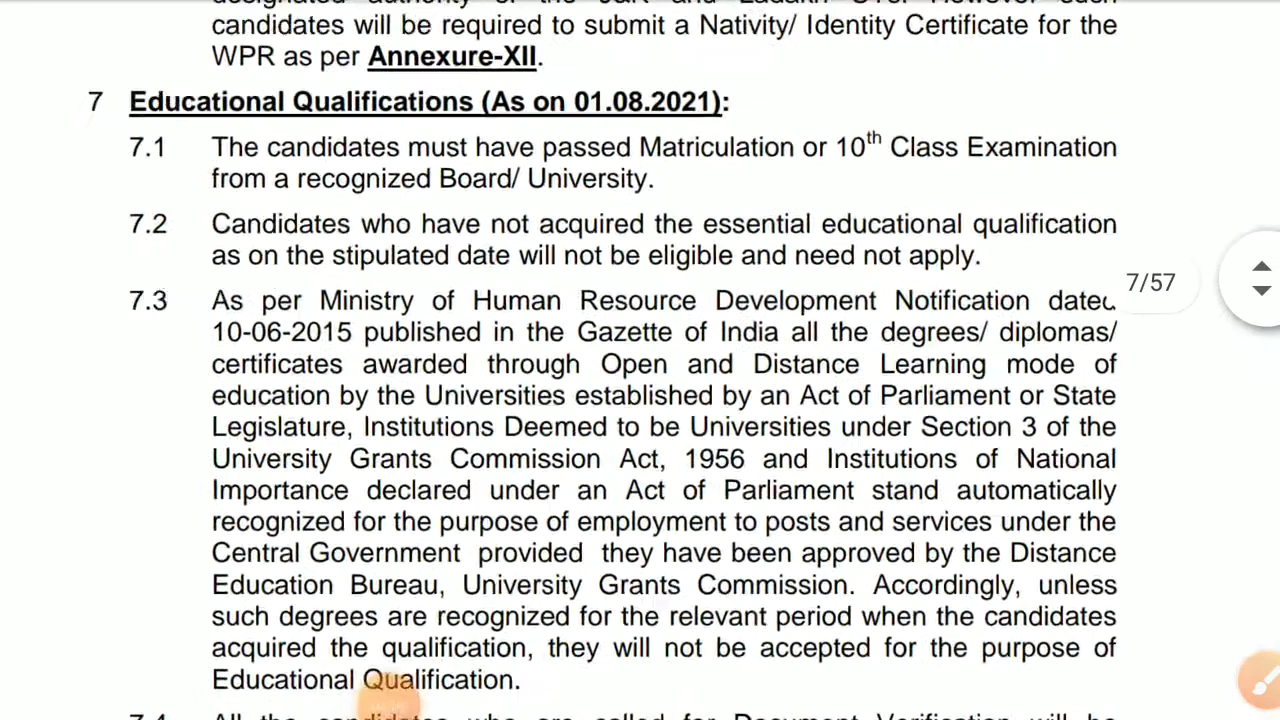 candidates will be required to submit a Nativity/ Identity Certificate for the
WPR as per Annexure-XII.
7 Educational Qualifications (As on 01.08.2021):
7.1 The candidates must have passed Matriculation or 10th Class Examination
from a recognized Board/ University.
7.2 Candidates who have not acquired the essential educational qualification
as on the stipulated date will not be eligible and need not apply.
7.3 As per Ministry of Human Resource Development Notification dated
7/57
10-06-2015 published in the Gazette of India all the degrees/ diplomas/
certificates awarded through Open and Distance Learning mode of
education by the Universities established by an Act of Parliament or State
Legislature, Institutions Deemed to be Universities under Section 3 of the
University Grants Commission Act, 1956 and Institutions of National
Importance declared under an Act of Parliament stand automatically
recognized for the purpose of employment to posts and services under the
Central Government provided they have been approved by the Distance
Education Bureau, University Grants Commission. Accordingly, unless
such degrees are recognized for the relevant period when the candidates
acquired the qualification, they will not be accepted for the purpose of
Educational Qualification.